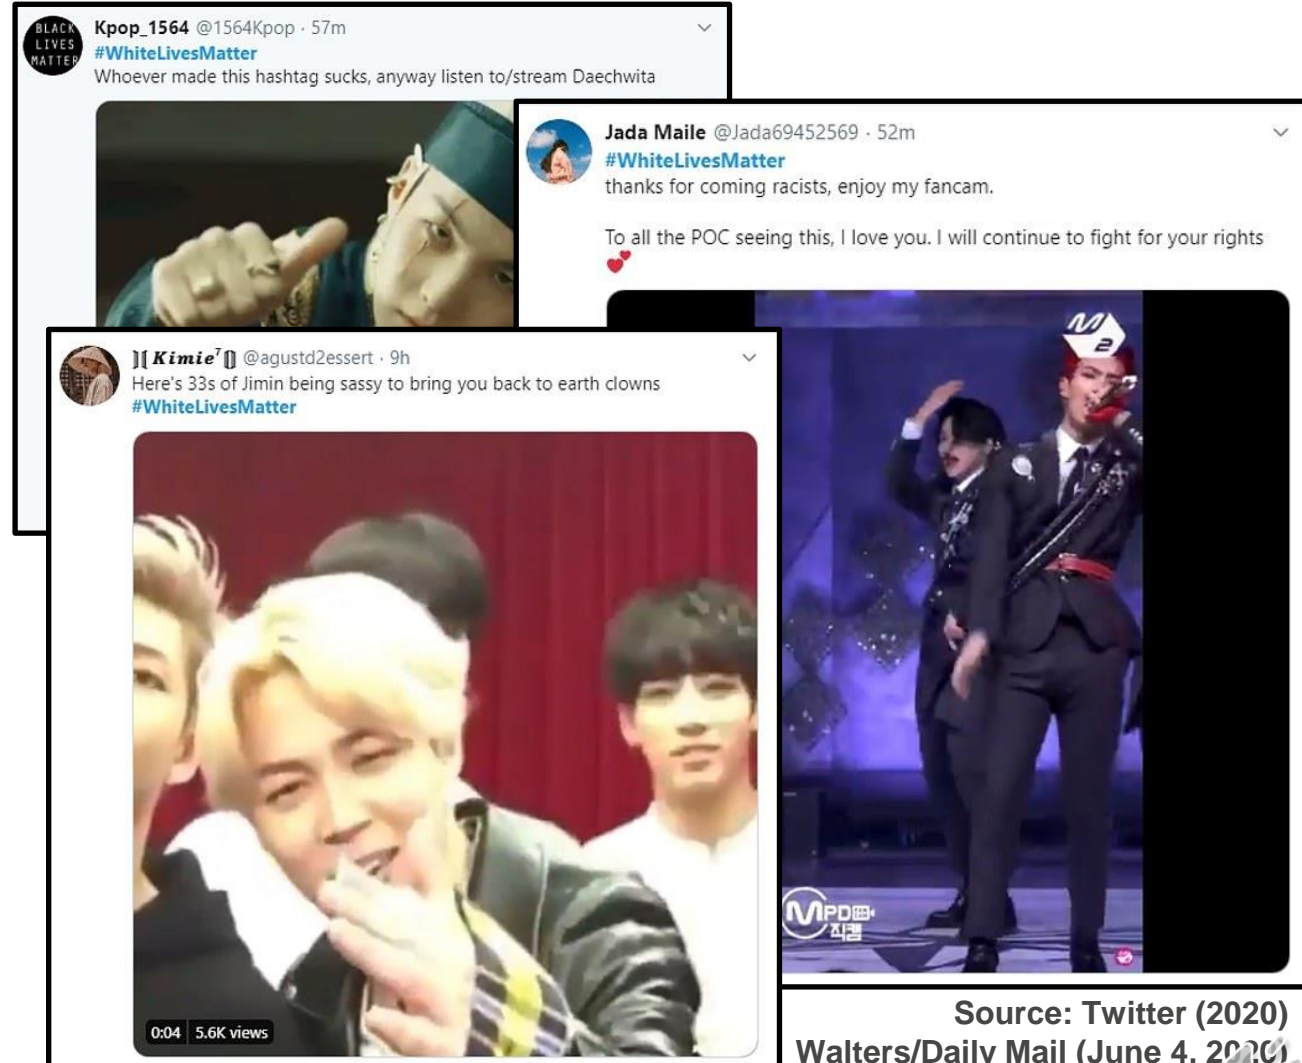 BLACK
LIVES
MATTER
Kpop_1564 @1564Kpop · 57m
#WhiteLivesMatter
Whoever made this hashtag sucks, anyway listen to/stream Daechwita
Jada Maile @Jada69452569 · 52m
#WhiteLivesMatter
thanks for coming racists, enjoy my fancam.
To all the POC seeing this, I love you. I will continue to fight for your rights
💕
M
2
MPD
직캠
⟧⟦ Kimie⁷ ⟦⟧ @agustd2essert · 9h
Here's 33s of Jimin being sassy to bring you back to earth clowns
#WhiteLivesMatter
0:04 5.6K views
Source: Twitter (2020)
Walters/Daily Mail (June 4, 2020)